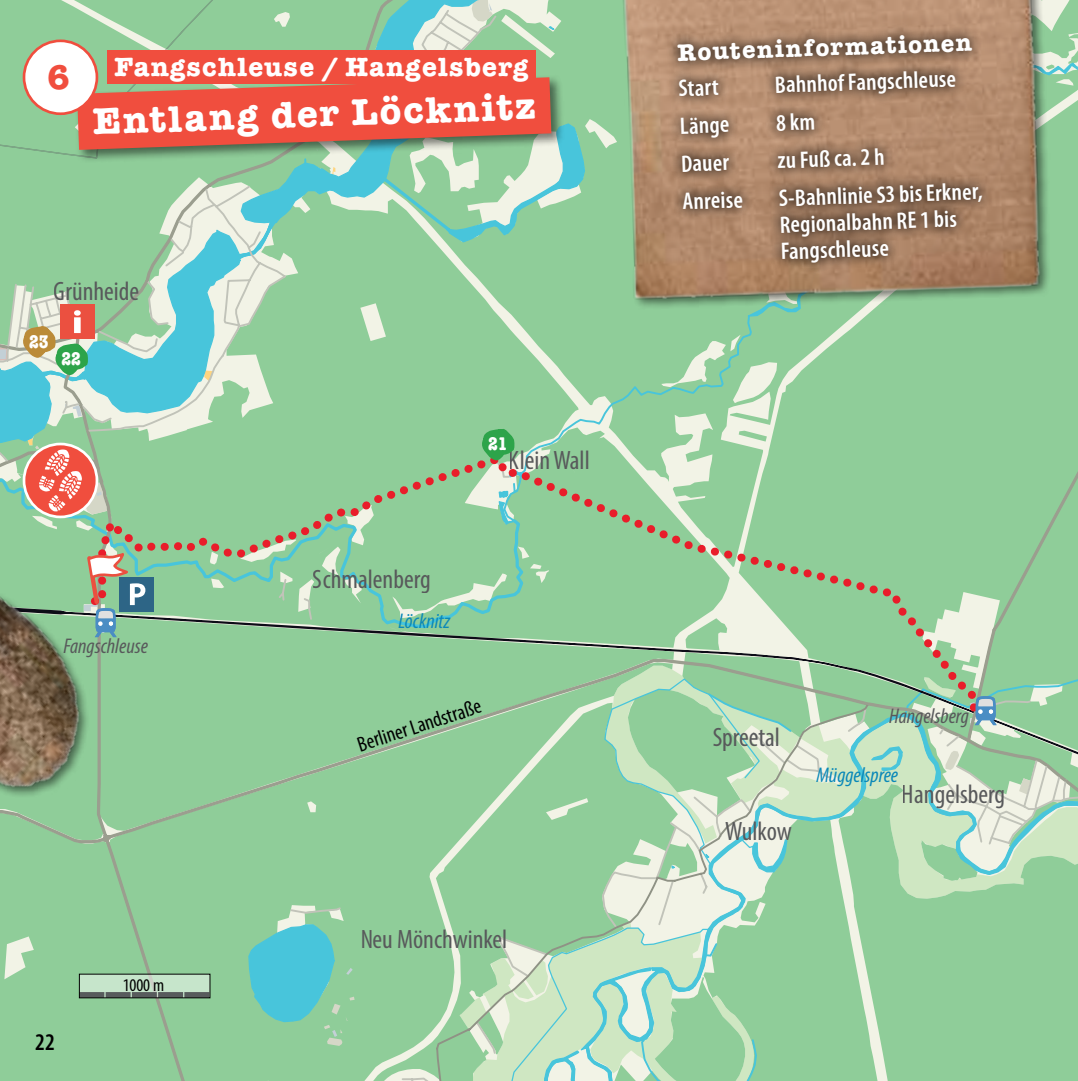 6
Fangschleuse / Hangelsberg
Entlang der Löcknitz
Routeninformationen
Start Bahnhof Fangschleuse
Länge 8 km
Dauer zu Fuß ca. 2 h
Anreise S-Bahnlinie S3 bis Erkner,
Regionalbahn RE 1 bis
Fangschleuse
Grünheide
i
23
22
21
Klein Wall
Schmalenberg
P
Löcknitz
Fangschleuse
Berliner Landstraße
Hangelsberg
Spreetal
Müggelspree
Hangelsberg
Wulkow
Neu Mönchwinkel
1000 m
22